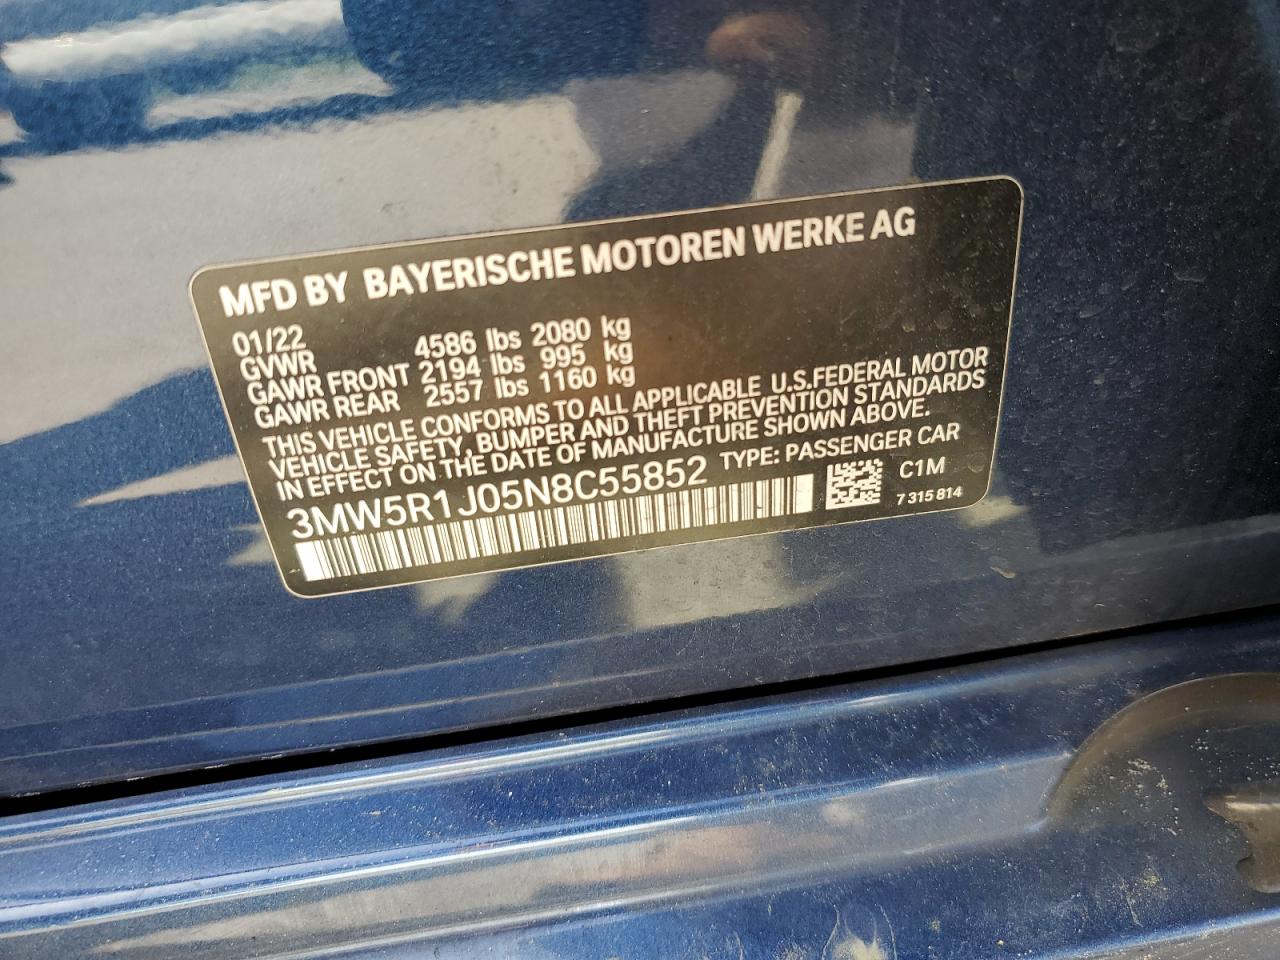 MFD BY BAYERISCHE MOTOREN WERKE AG
01/22
GVWR 4586 lbs 2080 kg
GAWR FRONT 2194 lbs 995 kg
GAWR REAR 2557 lbs 1160 kg
THIS VEHICLE CONFORMS TO ALL APPLICABLE U.S.FEDERAL MOTOR
VEHICLE SAFETY, BUMPER AND THEFT PREVENTION STANDARDS
IN EFFECT ON THE DATE OF MANUFACTURE SHOWN ABOVE.
3MW5R1J05N8C55852 TYPE: PASSENGER CAR
C1M
7 315 814